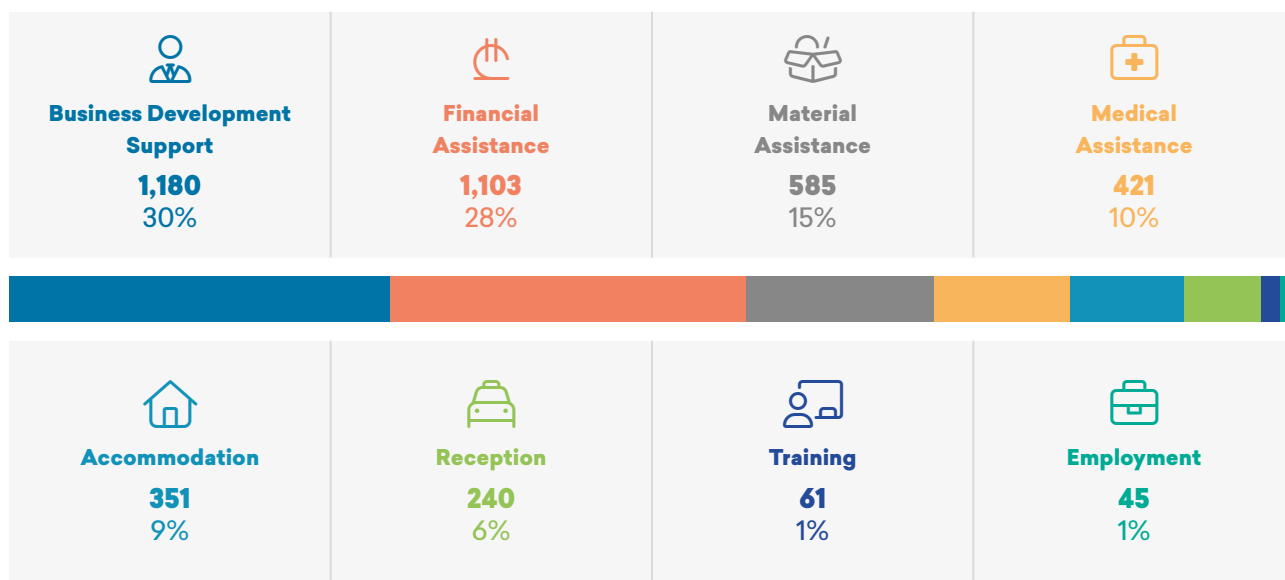 Business Development
Support
1,180
30%
Financial
Assistance
1,103
28%
Material
Assistance
585
15%
Medical
Assistance
421
10%
Accommodation
351
9%
Reception
240
6%
Training
61
1%
Employment
45
1%